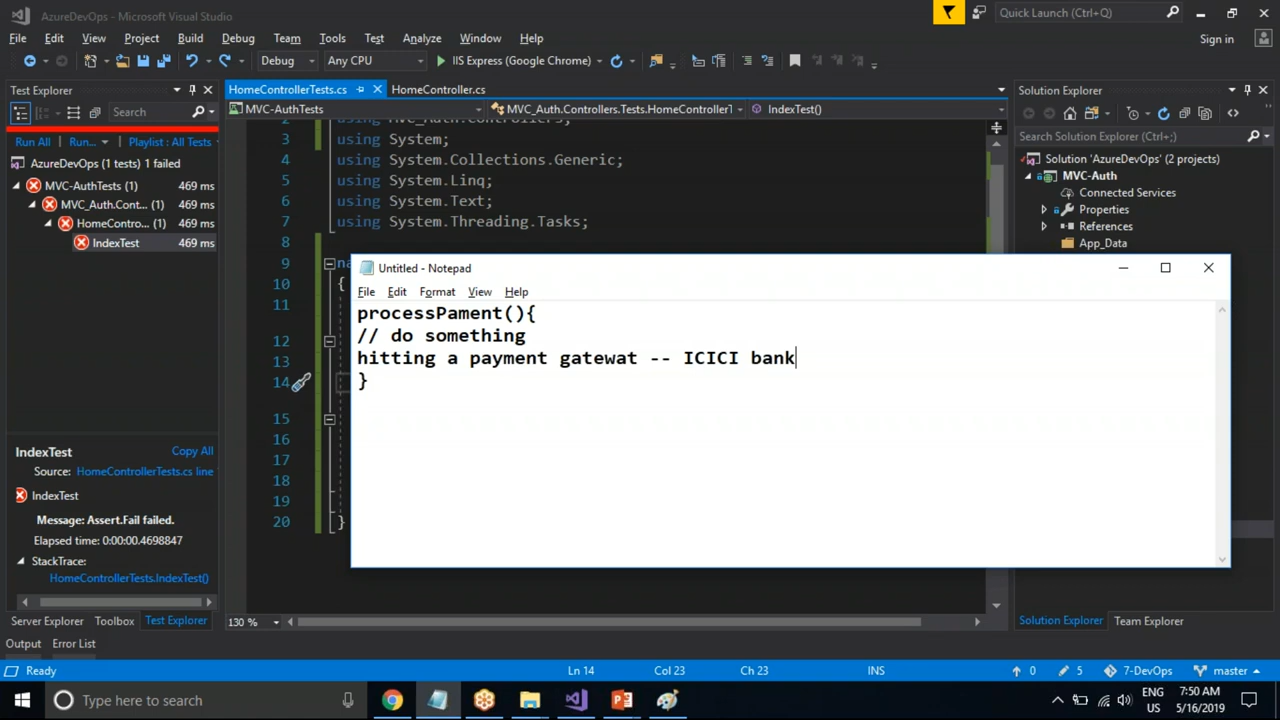 AzureDevOps - Microsoft Visual Studio
Quick Launch (Ctrl+Q)
File Edit View Project Build Debug Team Tools Test Analyze Window Help
Sign in
Debug Any CPU IIS Express (Google Chrome)
Test Explorer
Search
Run All Run... Playlist : All Tests
AzureDevOps (1 tests) 1 failed
MVC-AuthTests (1) 469 ms
MVC_Auth.Cont... (1) 469 ms
HomeContro... (1) 469 ms
IndexTest 469 ms
IndexTest Copy All
Source: HomeControllerTests.cs line
IndexTest
Message: Assert.Fail failed.
Elapsed time: 0:00:00.4698847
StackTrace:
HomeControllerTests.IndexTest()
Server Explorer Toolbox Test Explorer
Output Error List
HomeControllerTests.cs HomeController.cs
MVC-AuthTests MVC_Auth.Controllers.Tests.HomeControllerT IndexTest()
2 using MVC_Auth.Controllers;
3 using System;
4 using System.Collections.Generic;
5 using System.Linq;
6 using System.Text;
7 using System.Threading.Tasks;
8
9 na
10 {
11
12
13
14
15
16
17
18
19
20 }
130 %
Untitled - Notepad
File Edit Format View Help
processPament(){
// do something
hitting a payment gatewat -- ICICI bank
}
Solution Explorer
Search Solution Explorer (Ctrl+;)
Solution 'AzureDevOps' (2 projects)
MVC-Auth
Connected Services
Properties
References
App_Data
Solution Explorer Team Explorer
Ready Ln 14 Col 23 Ch 23 INS 0 5 7-DevOps master
Type here to search
ENG
US
7:50 AM
5/16/2019